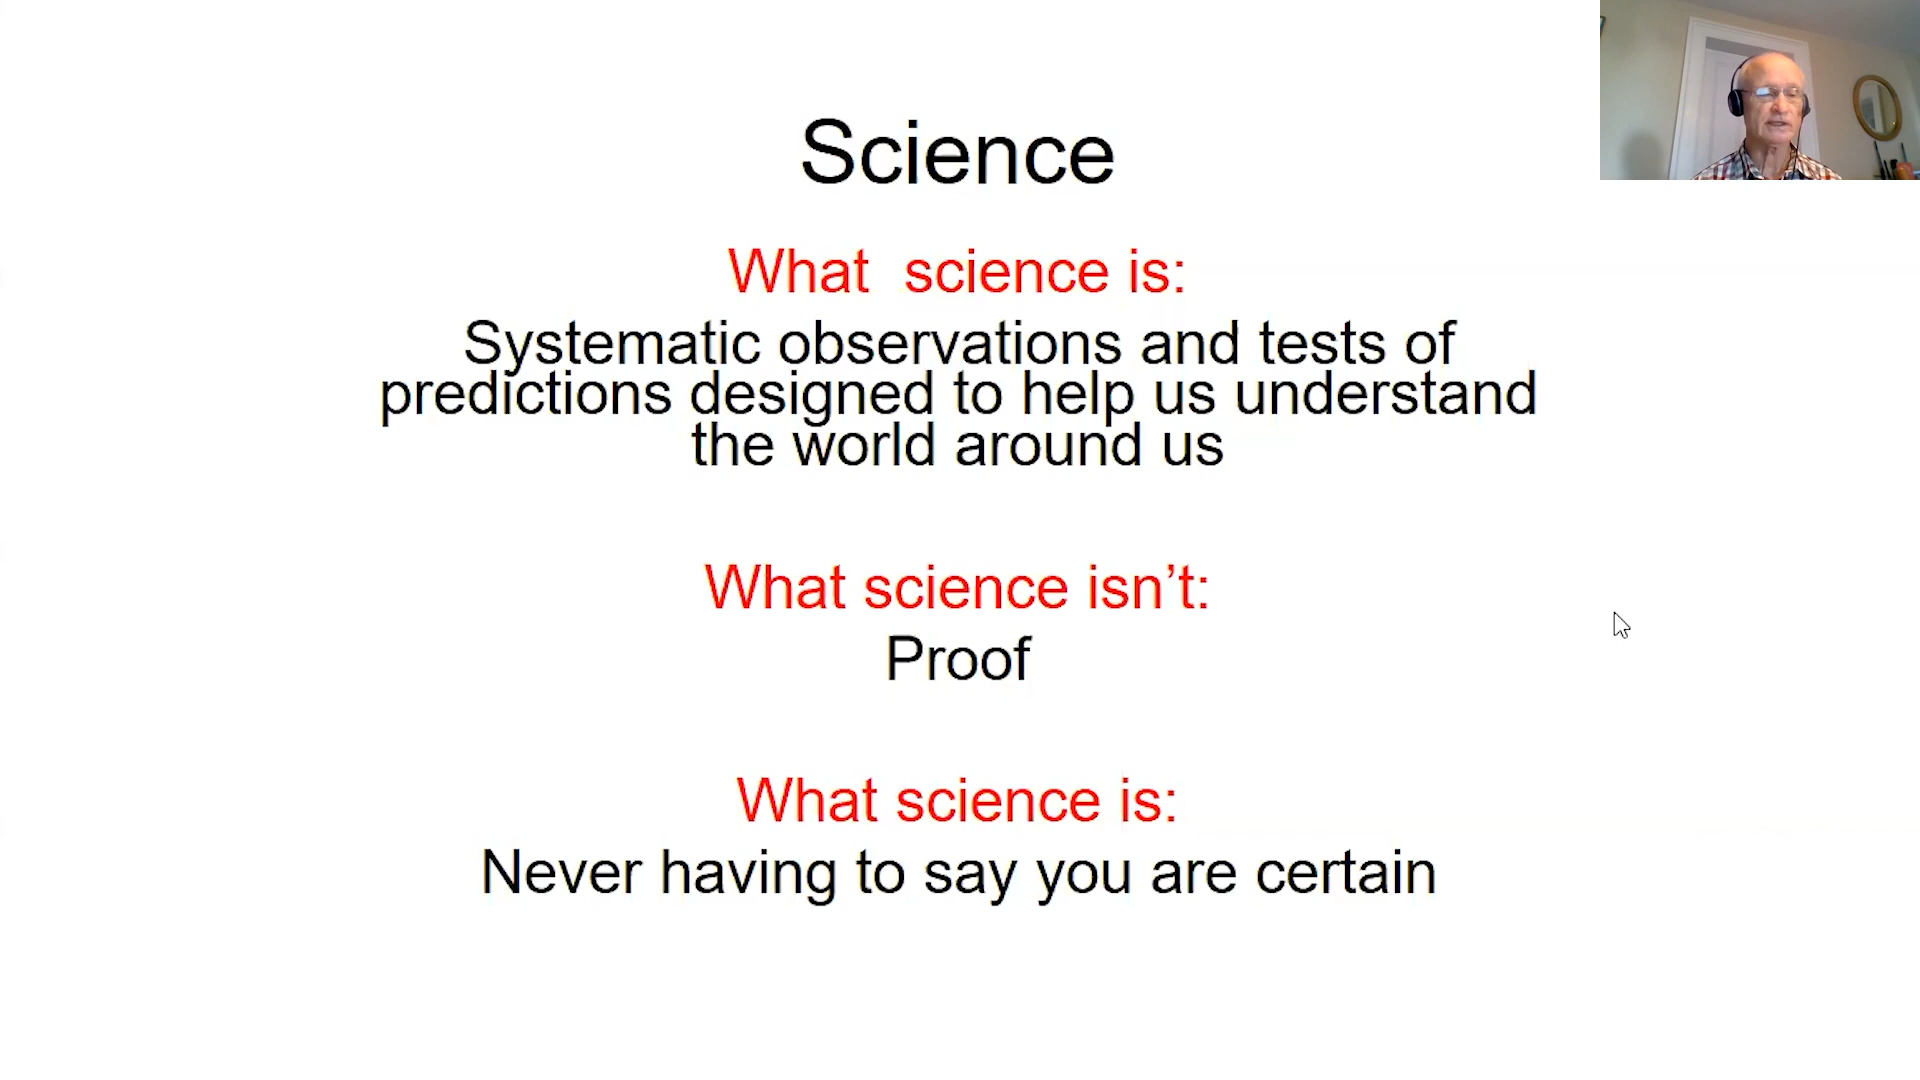 Science
What  science is:
Systematic observations and tests of
predictions designed to help us understand
the world around us
What science isn’t:
Proof
What science is:
Never having to say you are certain